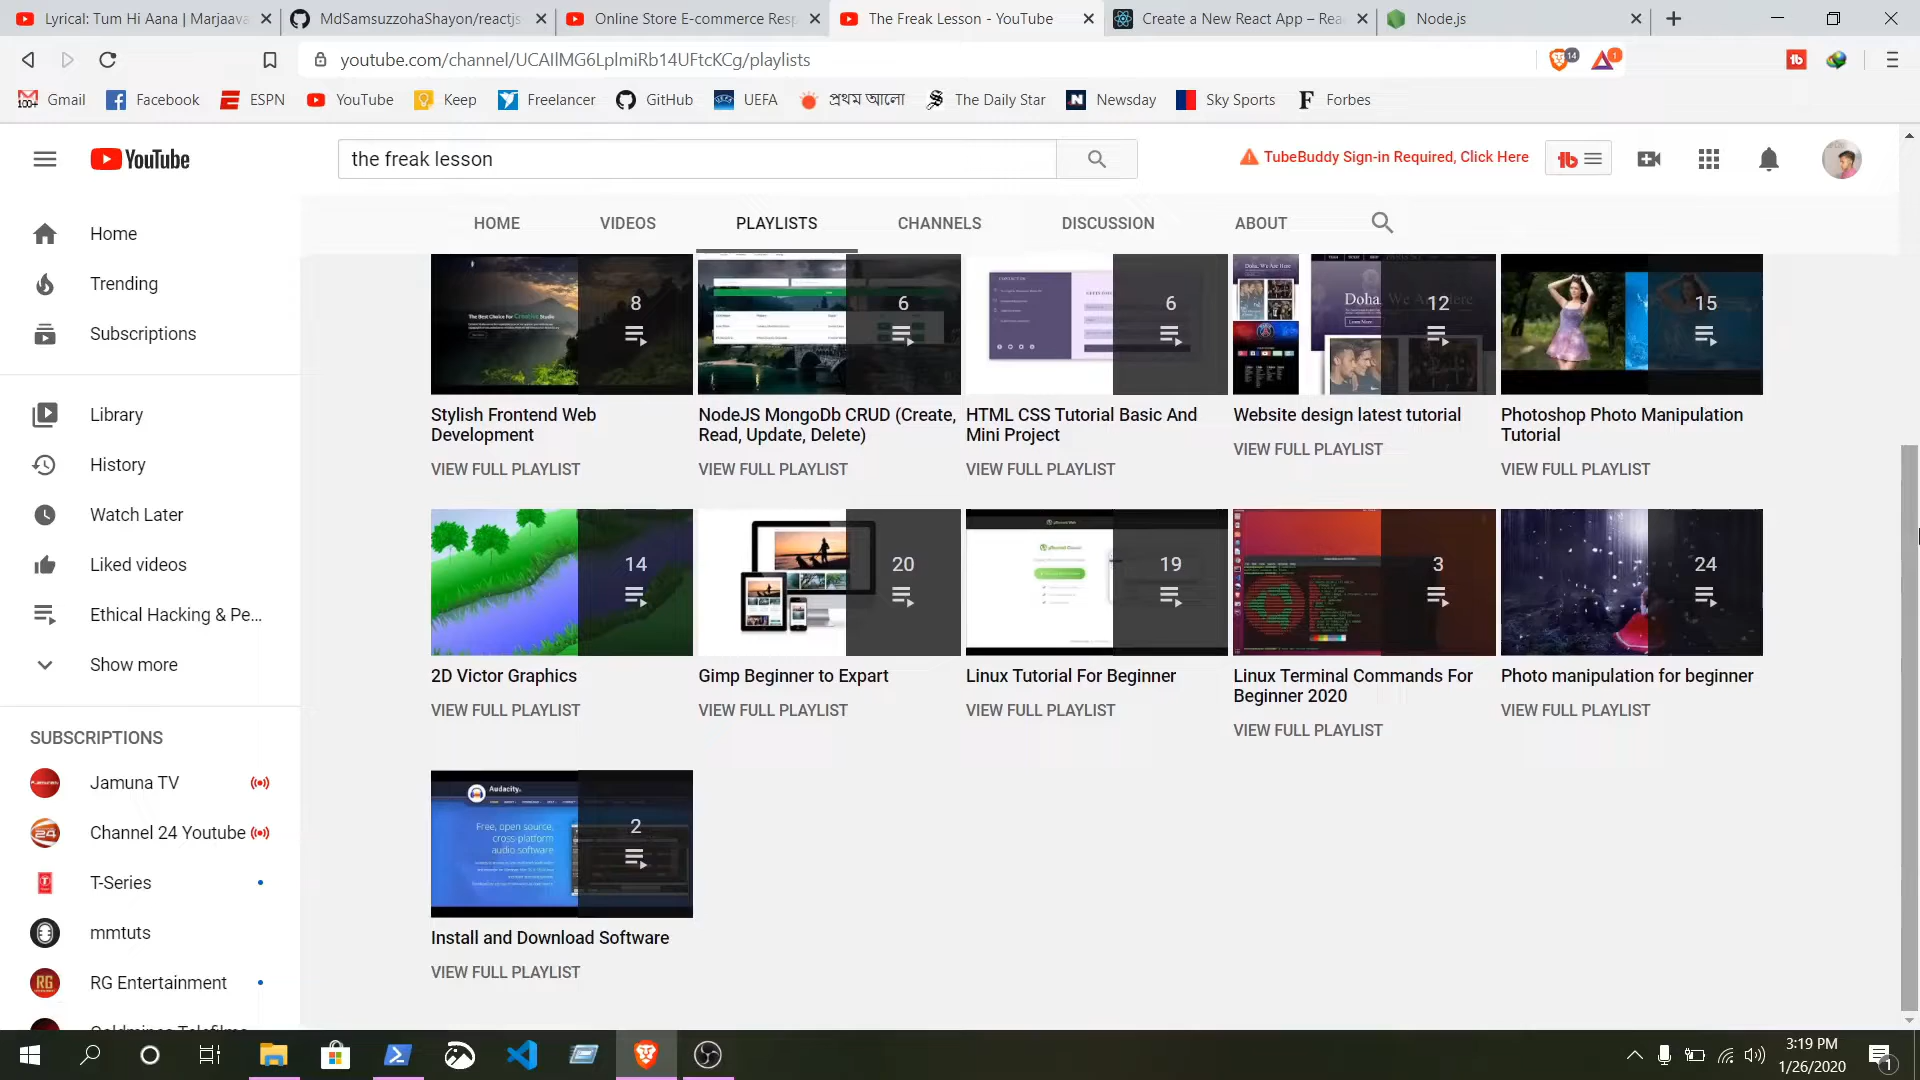 Lyrical: Tum Hi Aana | Marjaava
MdSamsuzzohaShayon/reactjs
Online Store E-commerce Resp
The Freak Lesson - YouTube
Create a New React App – Rea
Node.js
youtube.com/channel/UCAIlMG6LplmiRb14UFtcKCg/playlists
14
1
100+
Gmail
Facebook
ESPN
YouTube
Keep
Freelancer
GitHub
UEFA
প্রথম আলো
The Daily Star
Newsday
Sky Sports
Forbes
YouTube
the freak lesson
TubeBuddy Sign-in Required, Click Here
HOME
VIDEOS
PLAYLISTS
CHANNELS
DISCUSSION
ABOUT
Home
Trending
Subscriptions
Library
History
Watch Later
Liked videos
Ethical Hacking & Pe...
Show more
SUBSCRIPTIONS
Jamuna TV
Channel 24 Youtube
T-Series
mmtuts
RG Entertainment
8
Stylish Frontend Web
Development
VIEW FULL PLAYLIST
6
NodeJS MongoDb CRUD (Create,
Read, Update, Delete)
VIEW FULL PLAYLIST
6
HTML CSS Tutorial Basic And
Mini Project
VIEW FULL PLAYLIST
Doha, We Are Here
12
Website design latest tutorial
VIEW FULL PLAYLIST
15
Photoshop Photo Manipulation
Tutorial
VIEW FULL PLAYLIST
14
2D Victor Graphics
VIEW FULL PLAYLIST
20
Gimp Beginner to Expart
VIEW FULL PLAYLIST
19
Linux Tutorial For Beginner
VIEW FULL PLAYLIST
3
Linux Terminal Commands For
Beginner 2020
VIEW FULL PLAYLIST
24
Photo manipulation for beginner
VIEW FULL PLAYLIST
Audacity
Free, open source,
cross-platform
audio software
2
Install and Download Software
VIEW FULL PLAYLIST
3:19 PM
1/26/2020
1